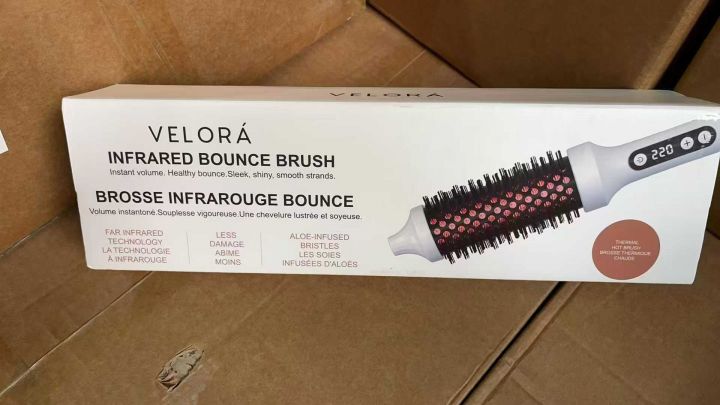 VELORÁ
VELORÁ
INFRARED BOUNCE BRUSH
Instant volume. Healthy bounce.Sleek, shiny, smooth strands.
BROSSE INFRAROUGE BOUNCE
Volume instantoné.Souplesse vigoureuse.Une chevelure lustrée et soyeuse.
FAR INFRARED
TECHNOLOGY
LA TECHNOLOGIE
À INFRAROUGE
LESS
DAMAGE
ABÎME
MOINS
ALOE-INFUSED
BRISTLES
LES SOIES
INFUSÉES D'ALOÈS
220
THERMAL
HOT BRUSY
BROSSE THERMIQUE
CHAUDE